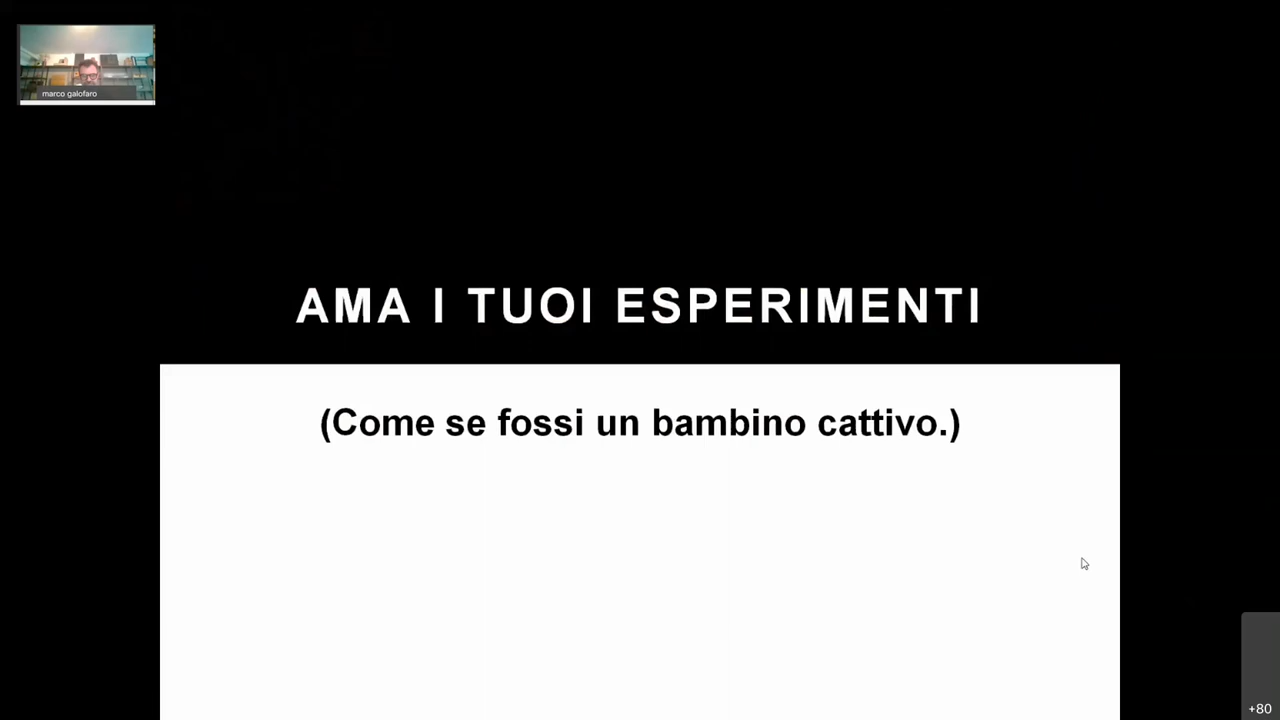 marco galofaro
AMA I TUOI ESPERIMENTI
(Come se fossi un bambino cattivo.)
+80